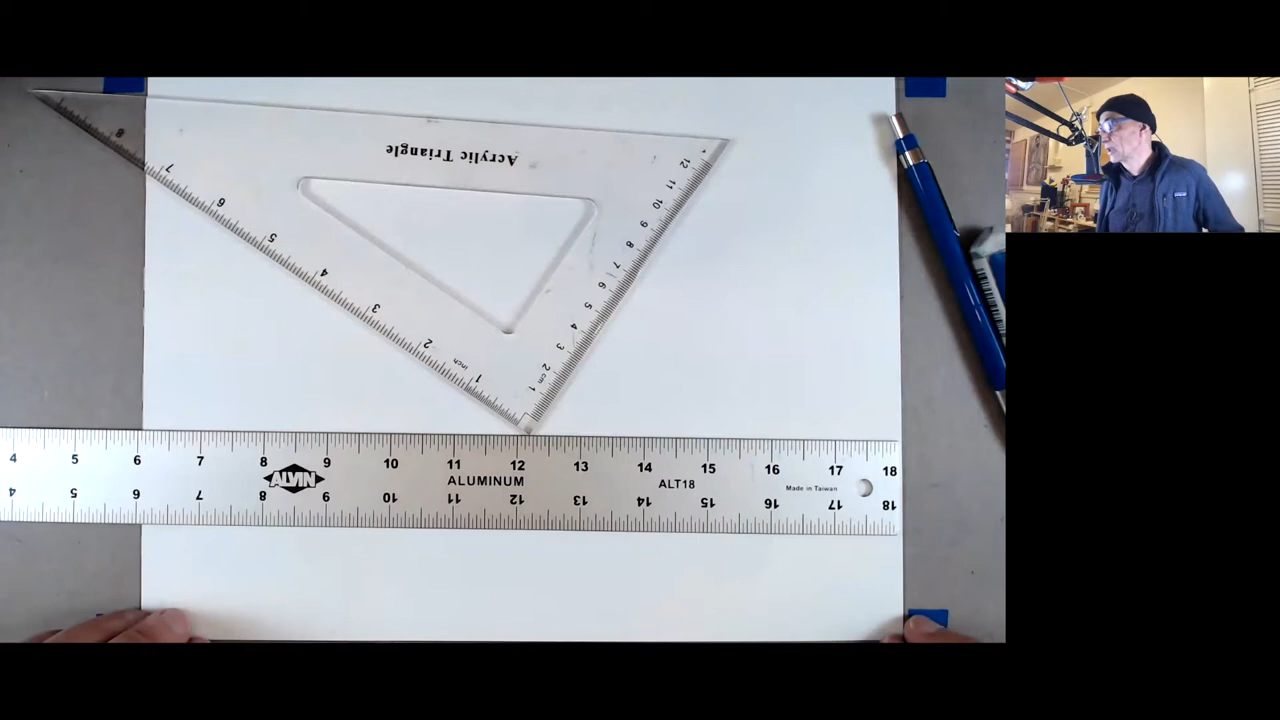 Acrylic Triangle
8
7
6
5
4
3
2
inch
1
12
11
10
9
8
7
6
5
4
3
2
cm
1
4 5 6 7 8 9 10 11 12 13 14 15 16 17 18
ALVIN
ALUMINUM
ALT18
Made in Taiwan
4 5 6 7 8 9 10 11 12 13 14 15 16 17 18